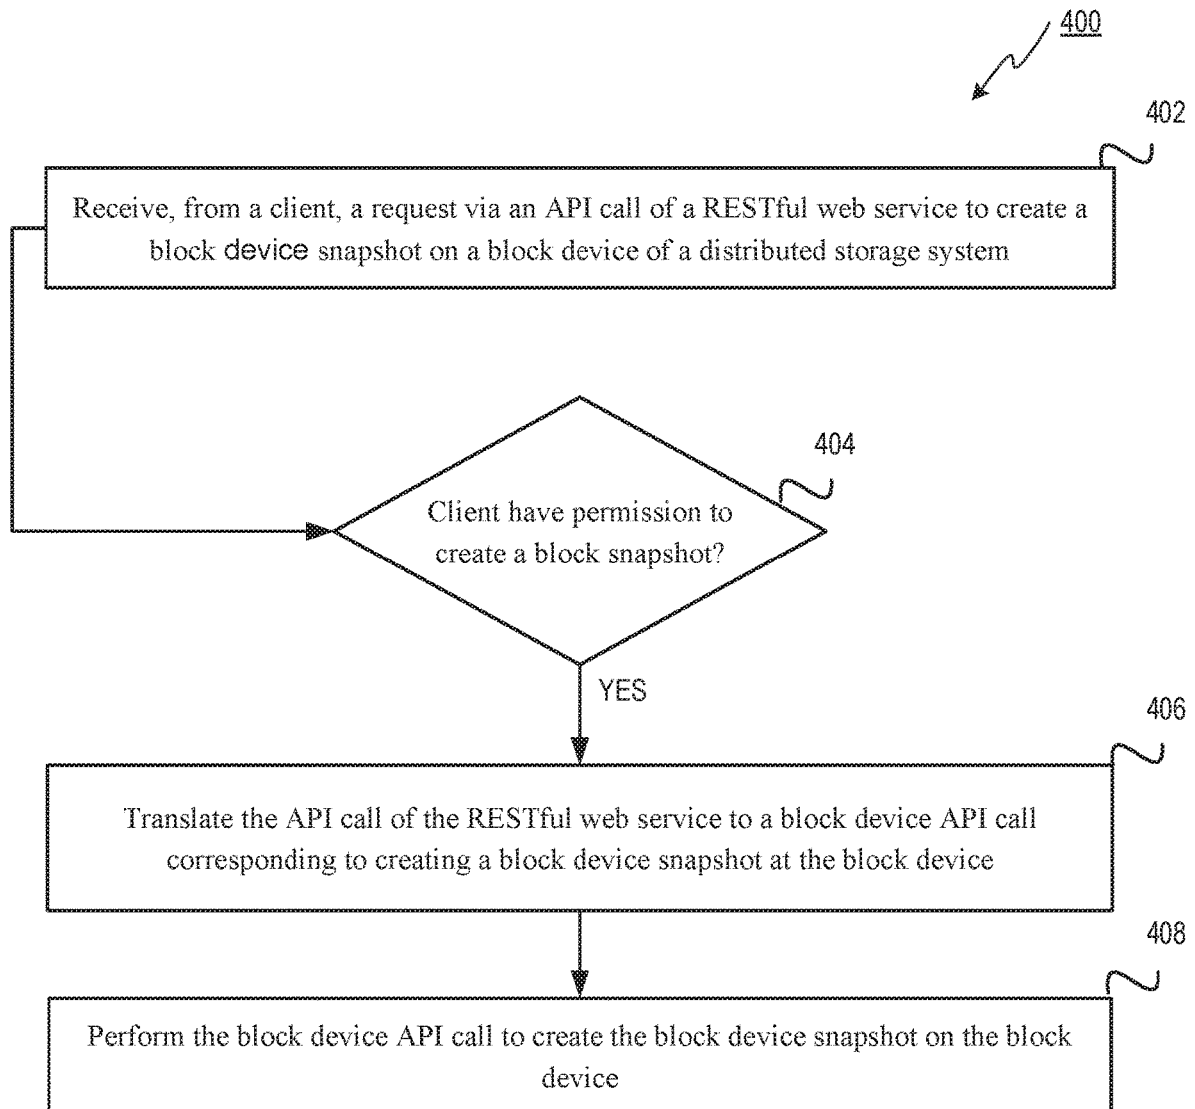 400
402
Receive, from a client, a request via an API call of a RESTful web service to create a
block device snapshot on a block device of a distributed storage system
404
Client have permission to
create a block snapshot?
YES
406
Translate the API call of the RESTful web service to a block device API call
corresponding to creating a block device snapshot at the block device
408
Perform the block device API call to create the block device snapshot on the block
device